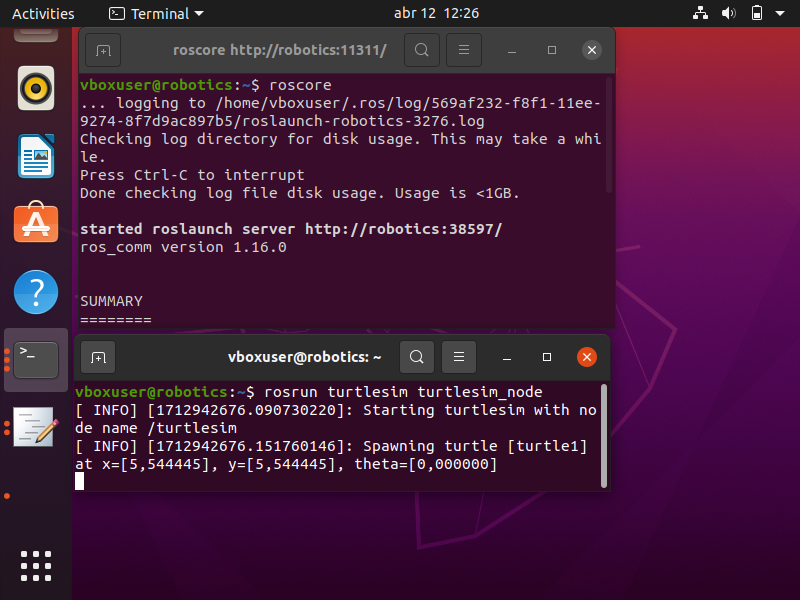 Activities Terminal abr 12 12:26
roscore http://robotics:11311/
vboxuser@robotics:~$ roscore
... logging to /home/vboxuser/.ros/log/569af232-f8f1-11ee-
9274-8f7d9ac897b5/roslaunch-robotics-3276.log
Checking log directory for disk usage. This may take a whi
le.
Press Ctrl-C to interrupt
Done checking log file disk usage. Usage is <1GB.
started roslaunch server http://robotics:38597/
ros_comm version 1.16.0
SUMMARY
========
vboxuser@robotics: ~
vboxuser@robotics:~$ rosrun turtlesim turtlesim_node
[ INFO] [1712942676.090730220]: Starting turtlesim with no
de name /turtlesim
[ INFO] [1712942676.151760146]: Spawning turtle [turtle1]
at x=[5,544445], y=[5,544445], theta=[0,000000]